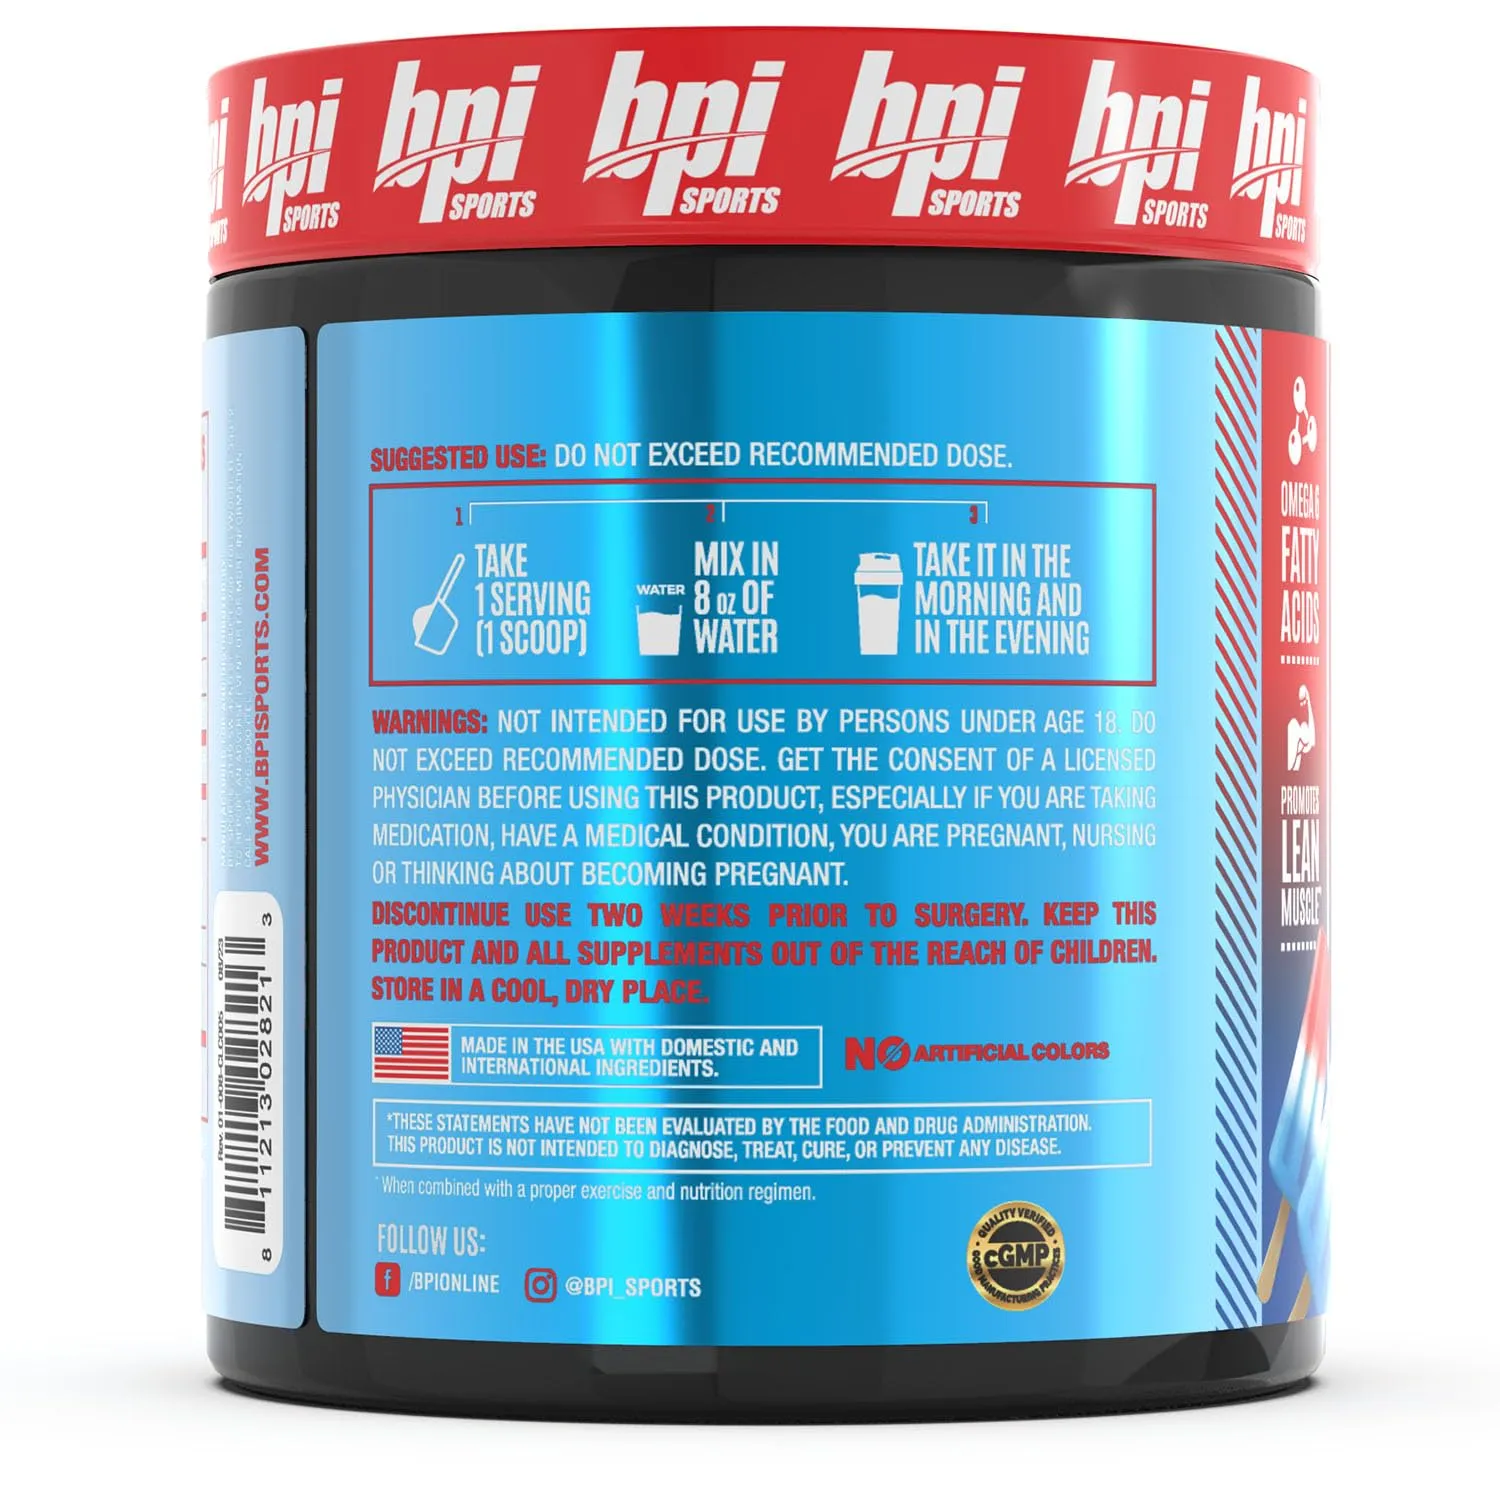 bpi SPORTS
bpi SPORTS
bpi SPORTS
bpi SPORTS
bpi SPORTS
bpi SPORTS
SUGGESTED USE: DO NOT EXCEED RECOMMENDED DOSE.
1
TAKE
1 SERVING
(1 SCOOP)
2
WATER
MIX IN
8 OZ OF
WATER
3
TAKE IT IN THE
MORNING AND
IN THE EVENING
WARNINGS: NOT INTENDED FOR USE BY PERSONS UNDER AGE 18. DO
NOT EXCEED RECOMMENDED DOSE. GET THE CONSENT OF A LICENSED
PHYSICIAN BEFORE USING THIS PRODUCT, ESPECIALLY IF YOU ARE TAKING
MEDICATION, HAVE A MEDICAL CONDITION, YOU ARE PREGNANT, NURSING
OR THINKING ABOUT BECOMING PREGNANT.
DISCONTINUE USE TWO WEEKS PRIOR TO SURGERY. KEEP THIS
PRODUCT AND ALL SUPPLEMENTS OUT OF THE REACH OF CHILDREN.
STORE IN A COOL, DRY PLACE.
MADE IN THE USA WITH DOMESTIC AND
INTERNATIONAL INGREDIENTS.
NO ARTIFICIAL COLORS
*THESE STATEMENTS HAVE NOT BEEN EVALUATED BY THE FOOD AND DRUG ADMINISTRATION.
THIS PRODUCT IS NOT INTENDED TO DIAGNOSE, TREAT, CURE, OR PREVENT ANY DISEASE.
When combined with a proper exercise and nutrition regimen.
FOLLOW US:
f /BPIONLINE
@BPI_SPORTS
QUALITY VERIFIED
cGMP
GOOD MANUFACTURING PRACTICES
WWW.BPISPORTS.COM
Rev. 01-008-CLC005 08/23
8 11213 02821 3
OMEGA 6
FATTY
ACIDS
PROMOTES
LEAN
MUSCLE